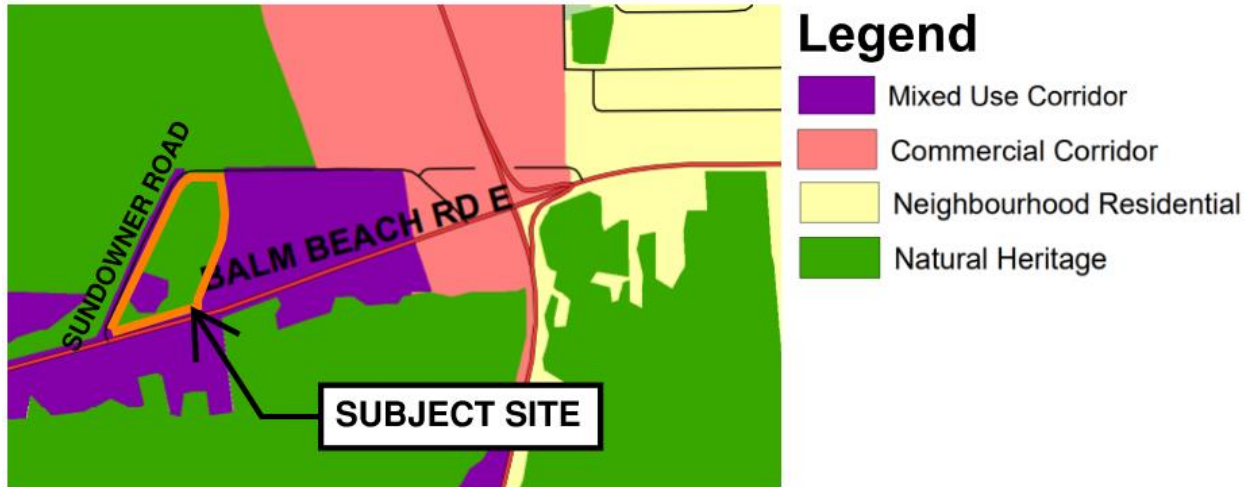 Legend
Mixed Use Corridor
Commercial Corridor
Neighbourhood Residential
Natural Heritage
SUNDOWNER ROAD
BALM BEACH RD E
SUBJECT SITE